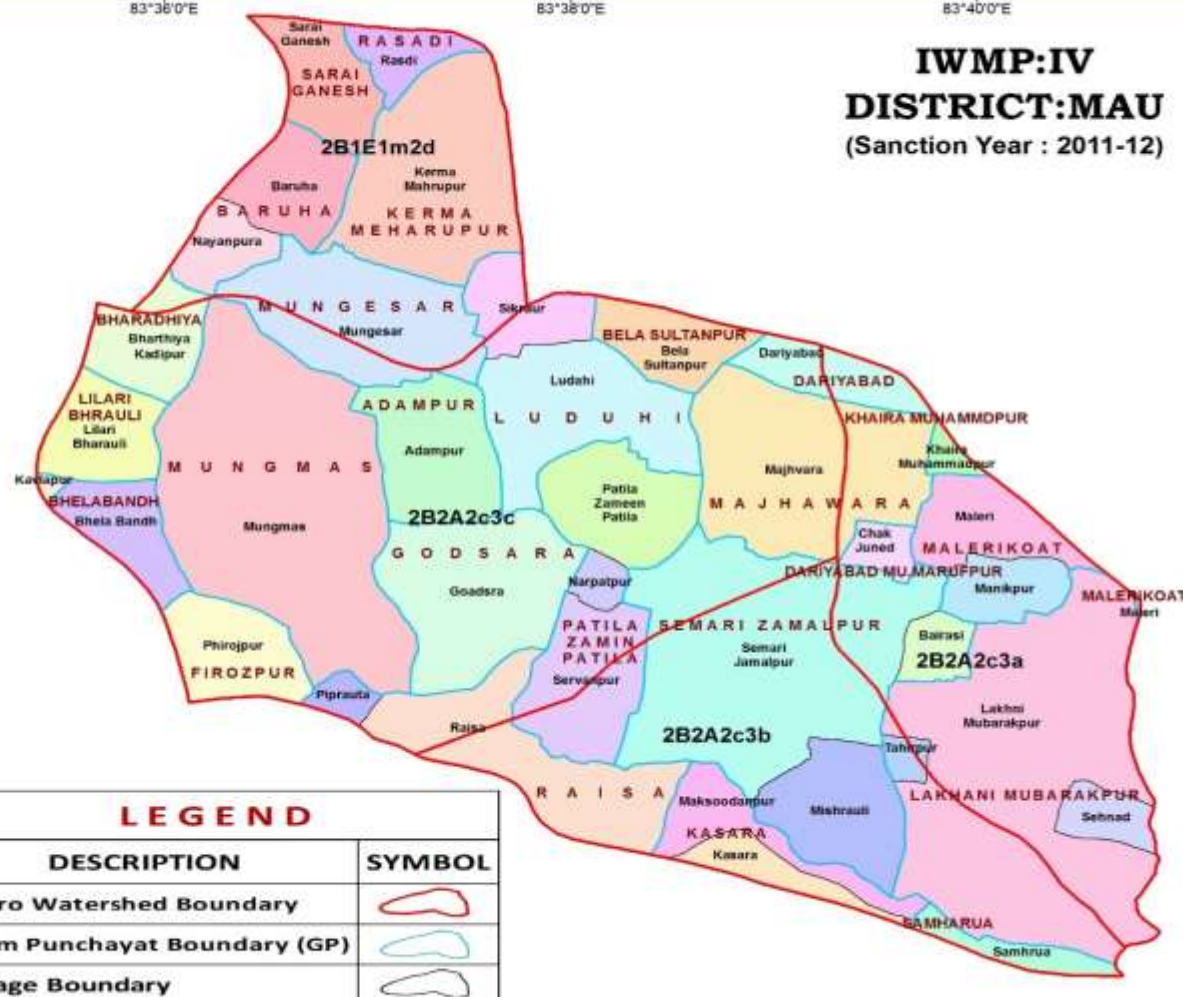 83°36'0"E
83°38'0"E
83°40'0"E
IWMP:IV
DISTRICT:MAU
(Sanction Year : 2011-12)
Sarai
Ganesh
RASADI
Rasdi
SARAI
GANESH
2B1E1m2d
Kerma
Mahrupur
Baruha
BARUHA
KERMA
MEHARUPUR
Nayanpura
MUNGESAR
Sikraur
BHARADHIYA
Mungesar
Bharthiya
Kadipur
BELA SULTANPUR
Bela
Sultanpur
Dariyabad
DARIYABAD
Ludahi
LILARI
BHRAULI
Lilari
Bharauli
ADAMPUR
LUDUHI
KHAIRA MUHAMMDPUR
Khaira
Muhammadpur
Adampur
MUNGMAS
Majhvara
Patila
Zameen
Patila
MAJHAWARA
BHELABANDH
Bhela Bandh
Mungmas
2B2A2c3c
Maleri
Chak
Juned
MALERIKOAT
GODSARA
DARIYABAD MU.MARUFPUR
Narpatpur
Goadsra
Manikpur
MALERIKOAT
Maleri
PATILA
ZAMIN
PATILA
SEMARI ZAMALPUR
Semari
Jamalpur
Bairasi
2B2A2c3a
Phirojpur
FIROZPUR
Servanpur
Piprauta
Lakhni
Mubarakpur
Raisa
2B2A2c3b
Tahirpur
RAISA
Maksoodanpur
Mishrauli
LAKHANI MUBARAKPUR
Sehnad
KASARA
Kasara
SAMHARUA
Samhrua
LEGEND
DESCRIPTION SYMBOL
ro Watershed Boundary
m Punchayat Boundary (GP)
age Boundary